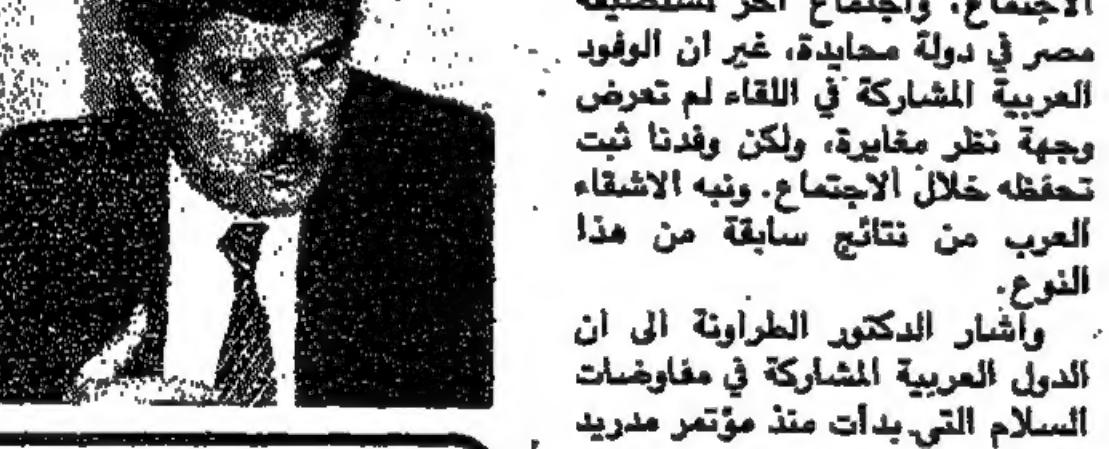 الاجتماع، واجتماع آخر تستضيفه
مصر في دولة محايدة، غير ان الوفود
العربية المشاركة في اللقاء لم تعرض
وجهة نظر مغايرة، ولكن وفدنا ثبت
تحفظه خلال الاجتماع. ونبه الاشقاء
العرب من نتائج سابقة من هذا
النوع.
واشار الدكتور الطراونة الى ان
الدول العربية المشاركة في مفاوضات
السلام التي بدأت منذ مؤتمر مدريد